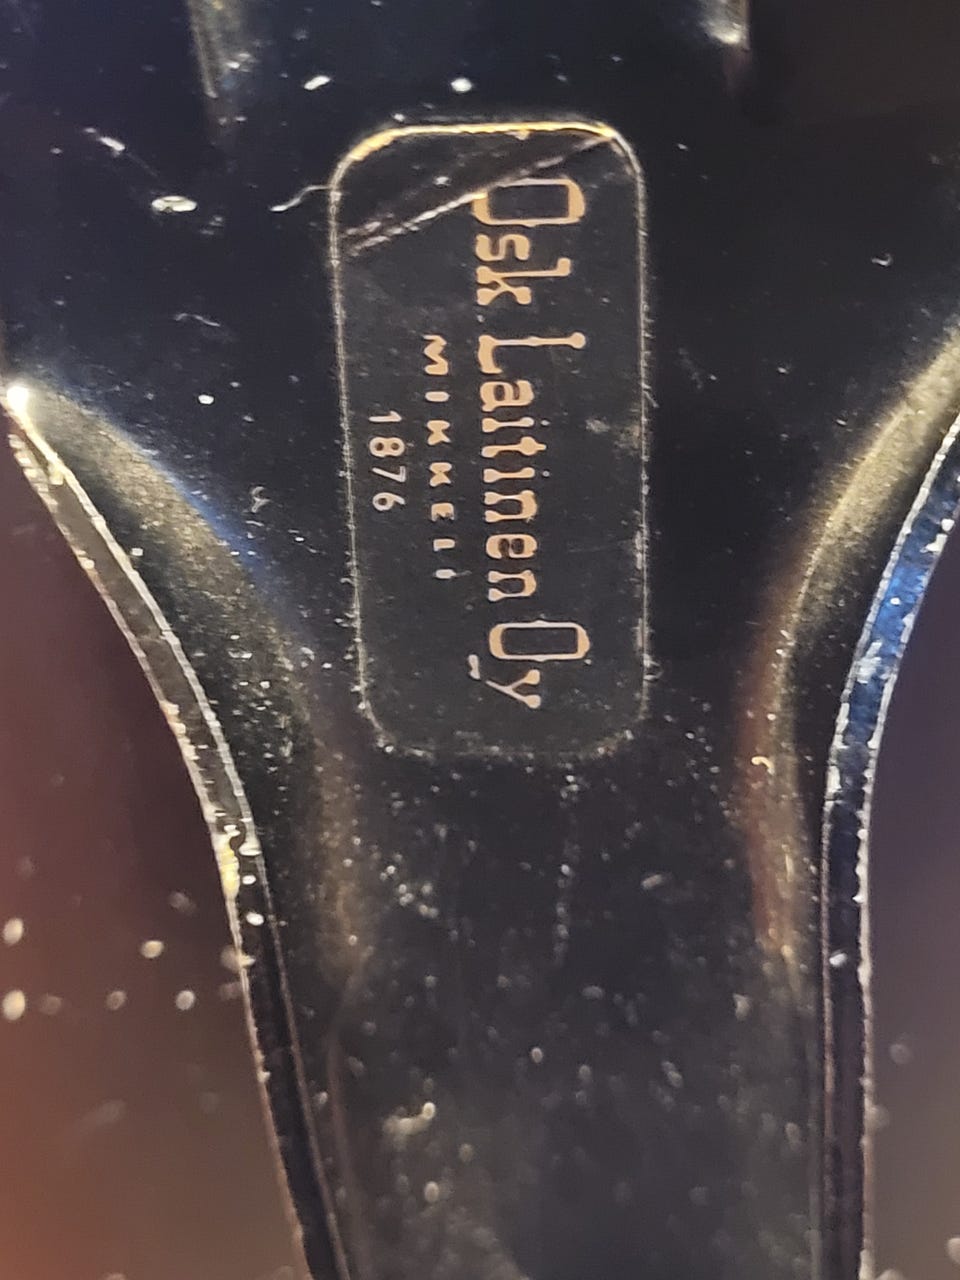 Osk Laitinen Oy
MIKKELI
1876